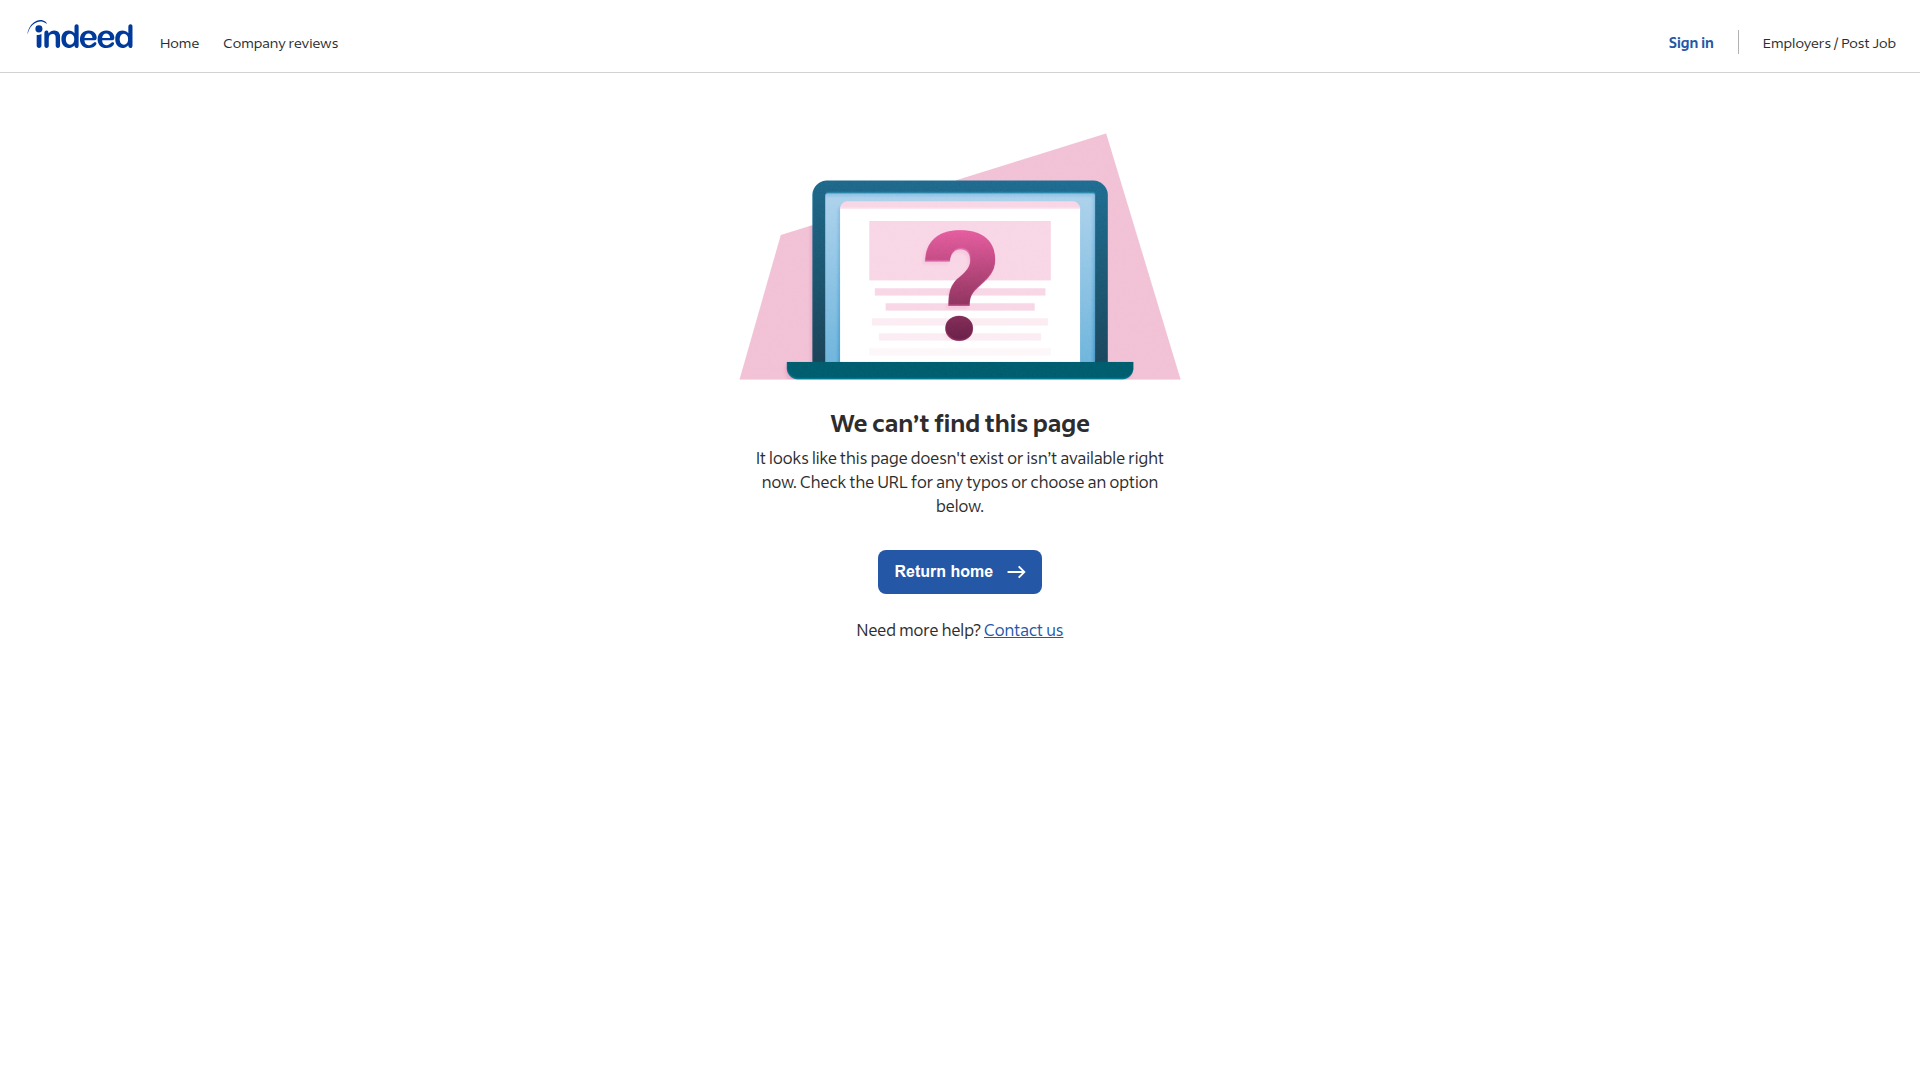 indeed
Home
Company reviews
Sign in
Employers / Post Job
?
We can’t find this page
It looks like this page doesn't exist or isn’t available right
now. Check the URL for any typos or choose an option
below.
Return home
Need more help? Contact us